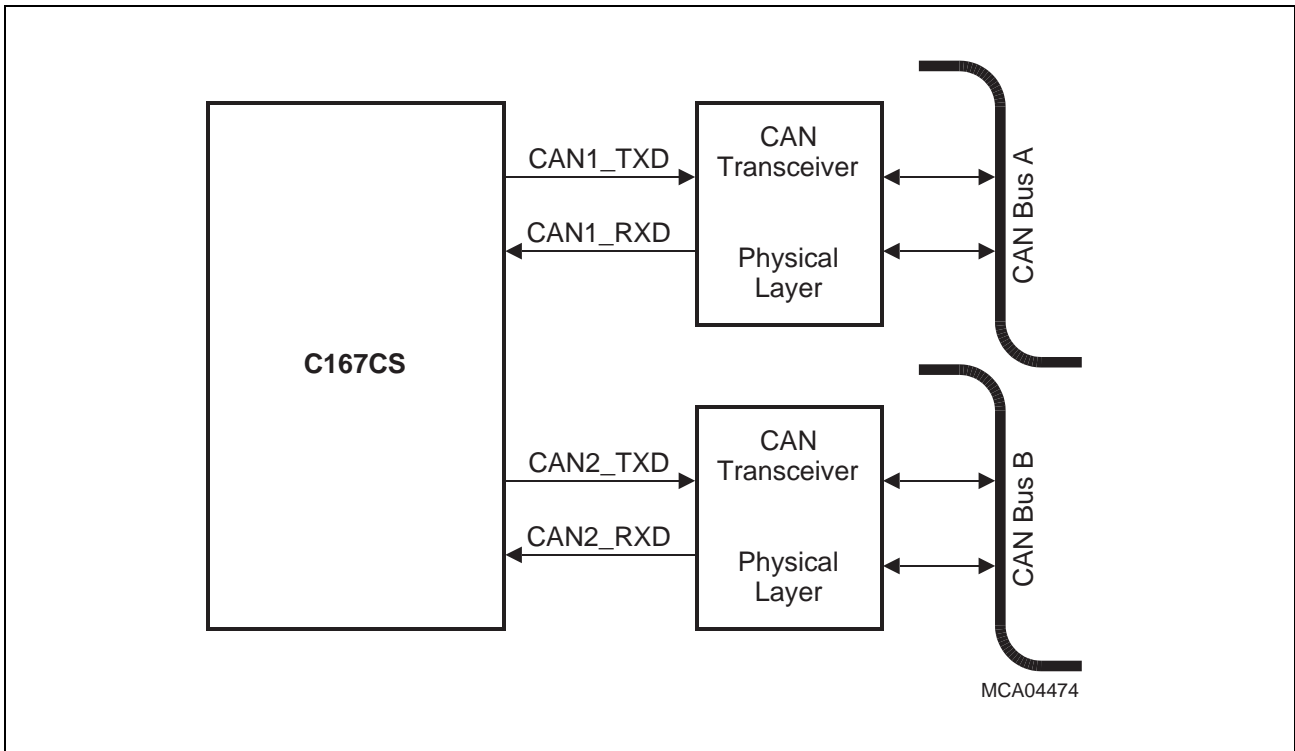 C167CS
CAN1_TXD
CAN1_RXD
CAN
Transceiver
Physical
Layer
CAN Bus A
CAN2_TXD
CAN2_RXD
CAN
Transceiver
Physical
Layer
CAN Bus B
MCA04474